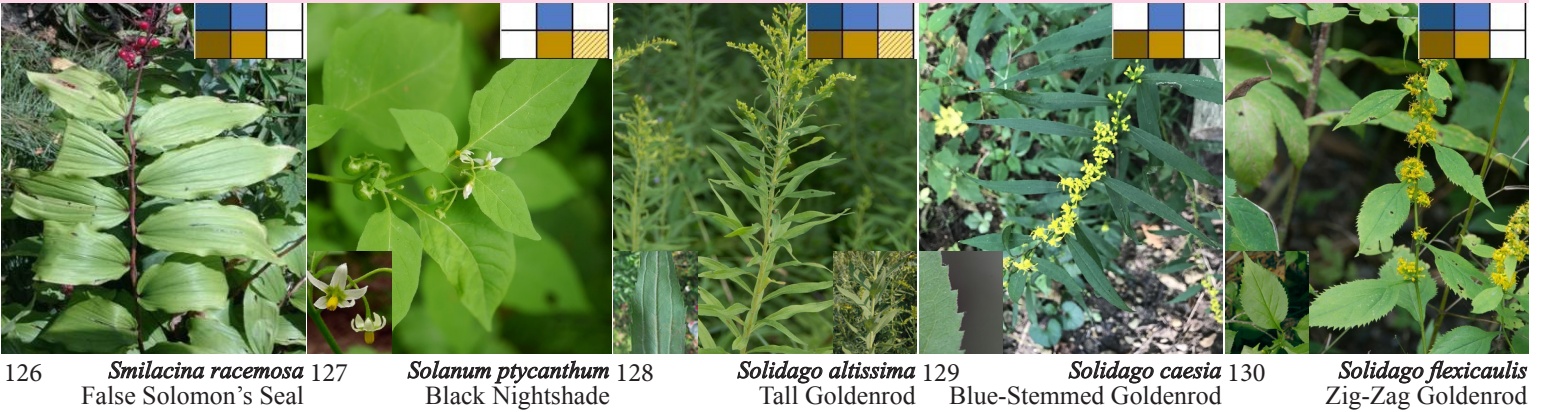 126 Smilacina racemosa
False Solomon’s Seal
127 Solanum ptycanthum
Black Nightshade
128 Solidago altissima
Tall Goldenrod
129 Solidago caesia
Blue-Stemmed Goldenrod
130 Solidago flexicaulis
Zig-Zag Goldenrod